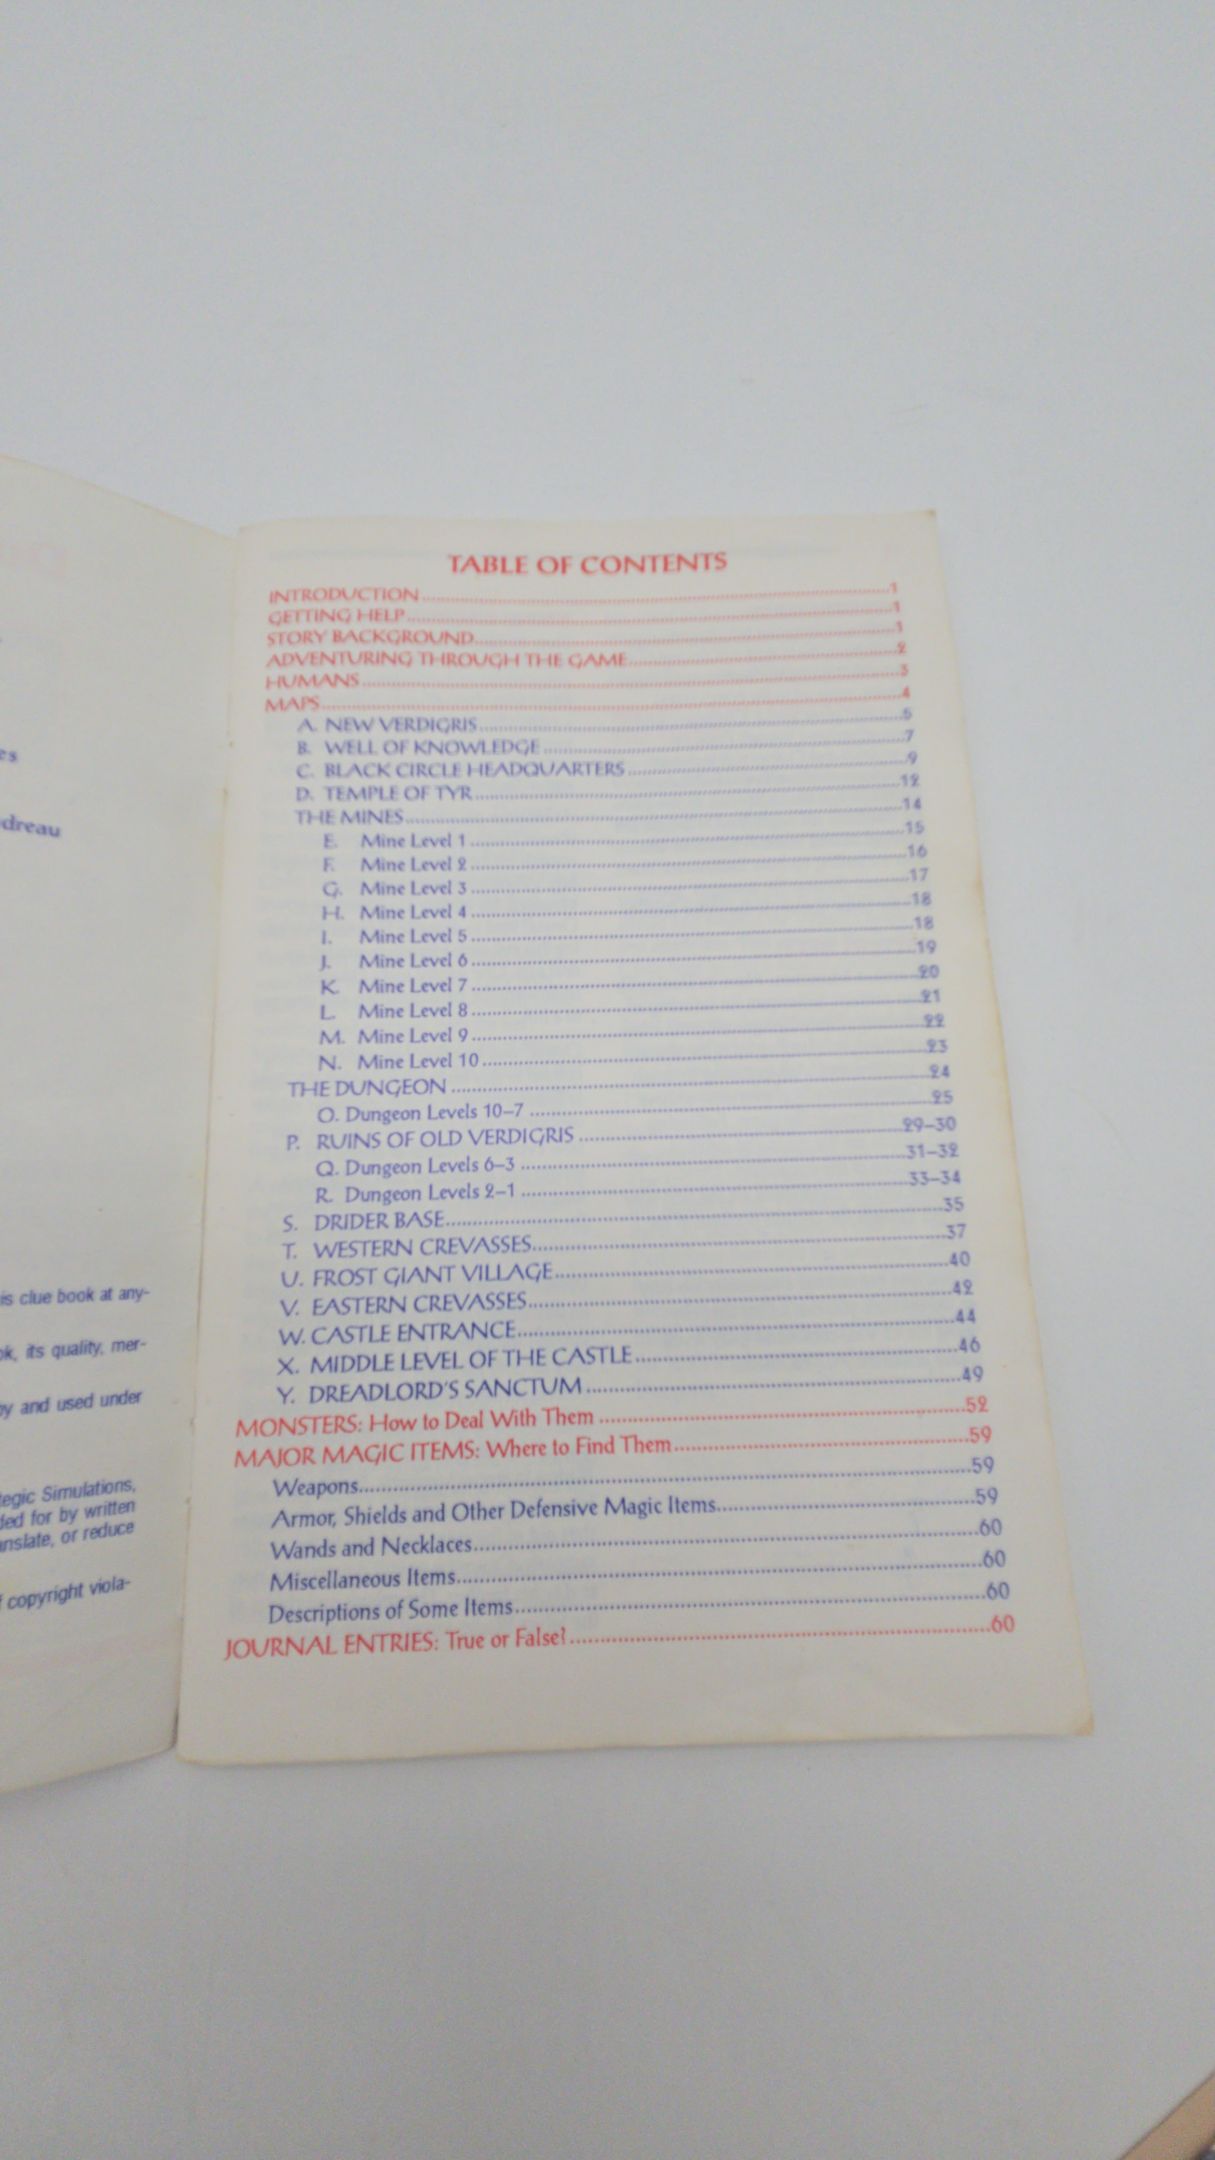 es
dreau
is clue book at any-
ok, its quality, mer-
by and used under
tegic Simulations,
ded for by written
anslate, or reduce
f copyright viola-
TABLE OF CONTENTS
INTRODUCTION........1
GETTING HELP........1
STORY BACKGROUND........1
ADVENTURING THROUGH THE GAME........2
HUMANS........3
MAPS........4
A. NEW VERDIGRIS........5
B. WELL OF KNOWLEDGE........7
C. BLACK CIRCLE HEADQUARTERS........9
D. TEMPLE OF TYR........12
THE MINES........14
E. Mine Level 1........15
F. Mine Level 2........16
G. Mine Level 3........17
H. Mine Level 4........18
I. Mine Level 5........18
J. Mine Level 6........19
K. Mine Level 7........20
L. Mine Level 8........21
M. Mine Level 9........22
N. Mine Level 10........23
THE DUNGEON........24
O. Dungeon Levels 10–7........25
P. RUINS OF OLD VERDIGRIS........29–30
Q. Dungeon Levels 6–3........31–32
R. Dungeon Levels 2–1........33–34
S. DRIDER BASE........35
T. WESTERN CREVASSES........37
U. FROST GIANT VILLAGE........40
V. EASTERN CREVASSES........42
W. CASTLE ENTRANCE........44
X. MIDDLE LEVEL OF THE CASTLE........46
Y. DREADLORD'S SANCTUM........49
MONSTERS: How to Deal With Them........52
MAJOR MAGIC ITEMS: Where to Find Them........59
Weapons........59
Armor, Shields and Other Defensive Magic Items........59
Wands and Necklaces........60
Miscellaneous Items........60
Descriptions of Some Items........60
JOURNAL ENTRIES: True or False?........60